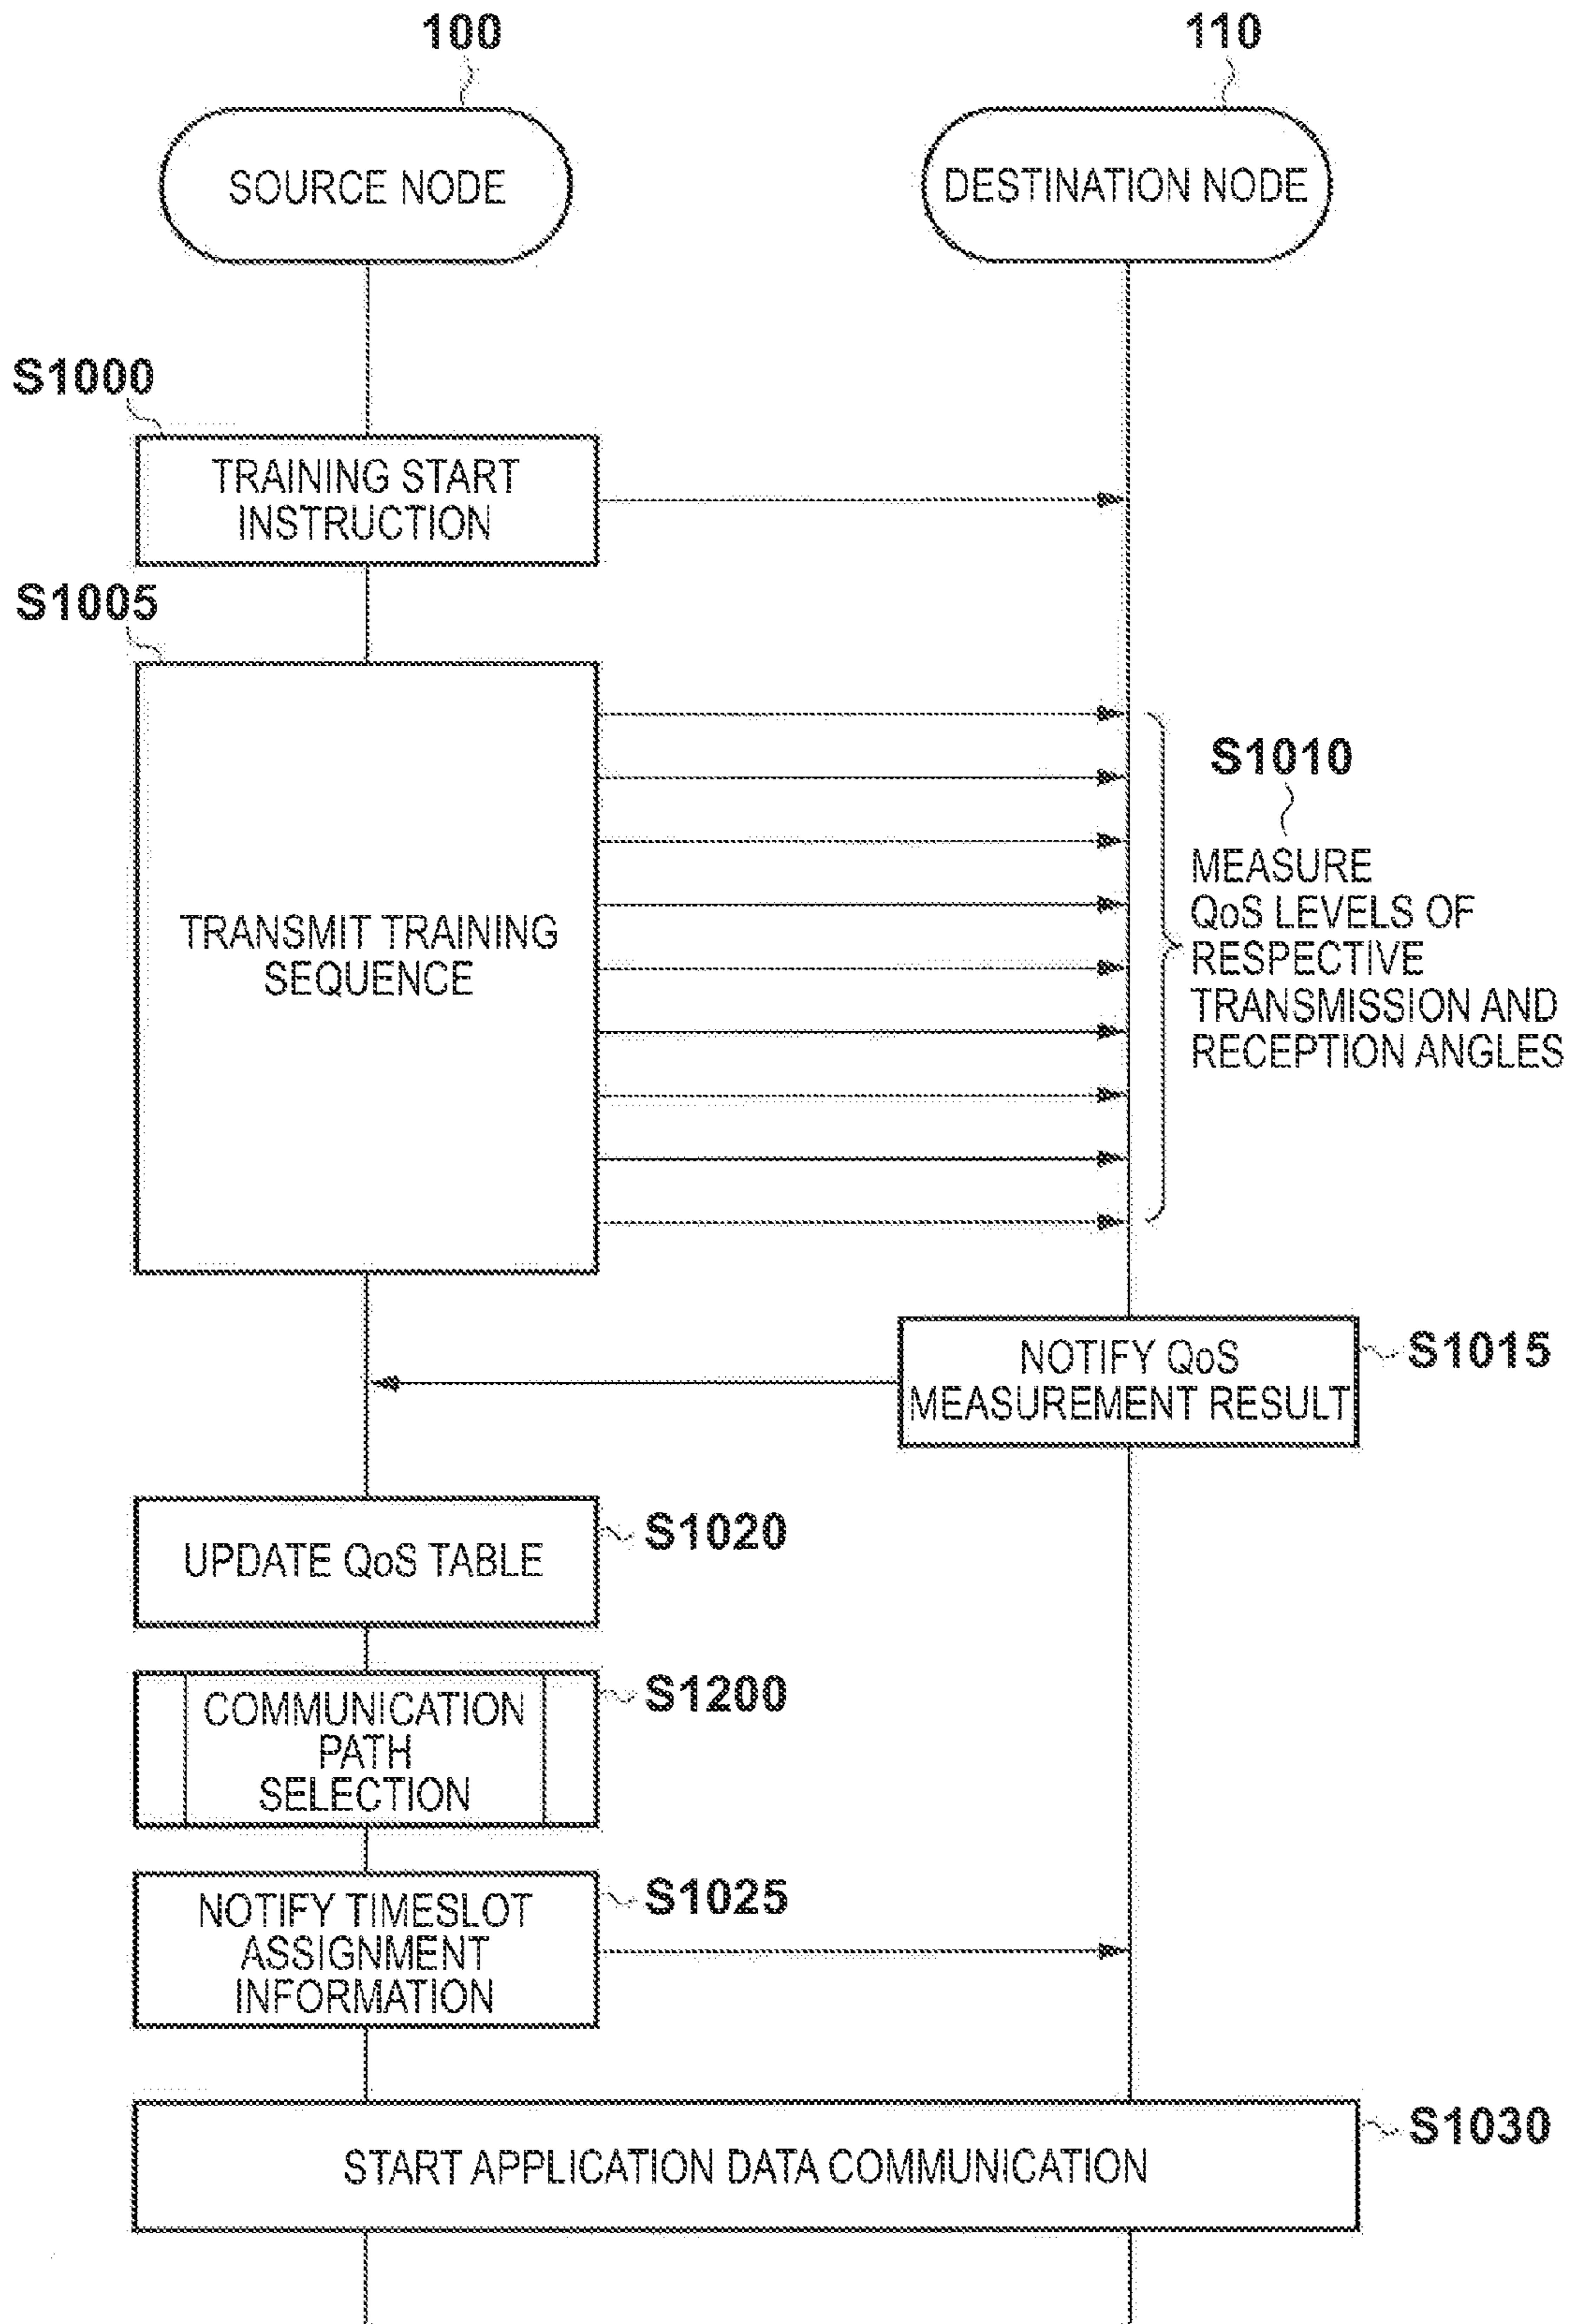 100
110
SOURCE NODE
DESTINATION NODE
S1000
TRAINING START
INSTRUCTION
S1005
TRANSMIT TRAINING
SEQUENCE
S1010
MEASURE
QoS LEVELS OF
RESPECTIVE
TRANSMISSION AND
RECEPTION ANGLES
NOTIFY QoS
MEASUREMENT RESULT
S1015
UPDATE QoS TABLE
S1020
COMMUNICATION
PATH
SELECTION
S1200
NOTIFY TIMESLOT
ASSIGNMENT
INFORMATION
S1025
START APPLICATION DATA COMMUNICATION
S1030